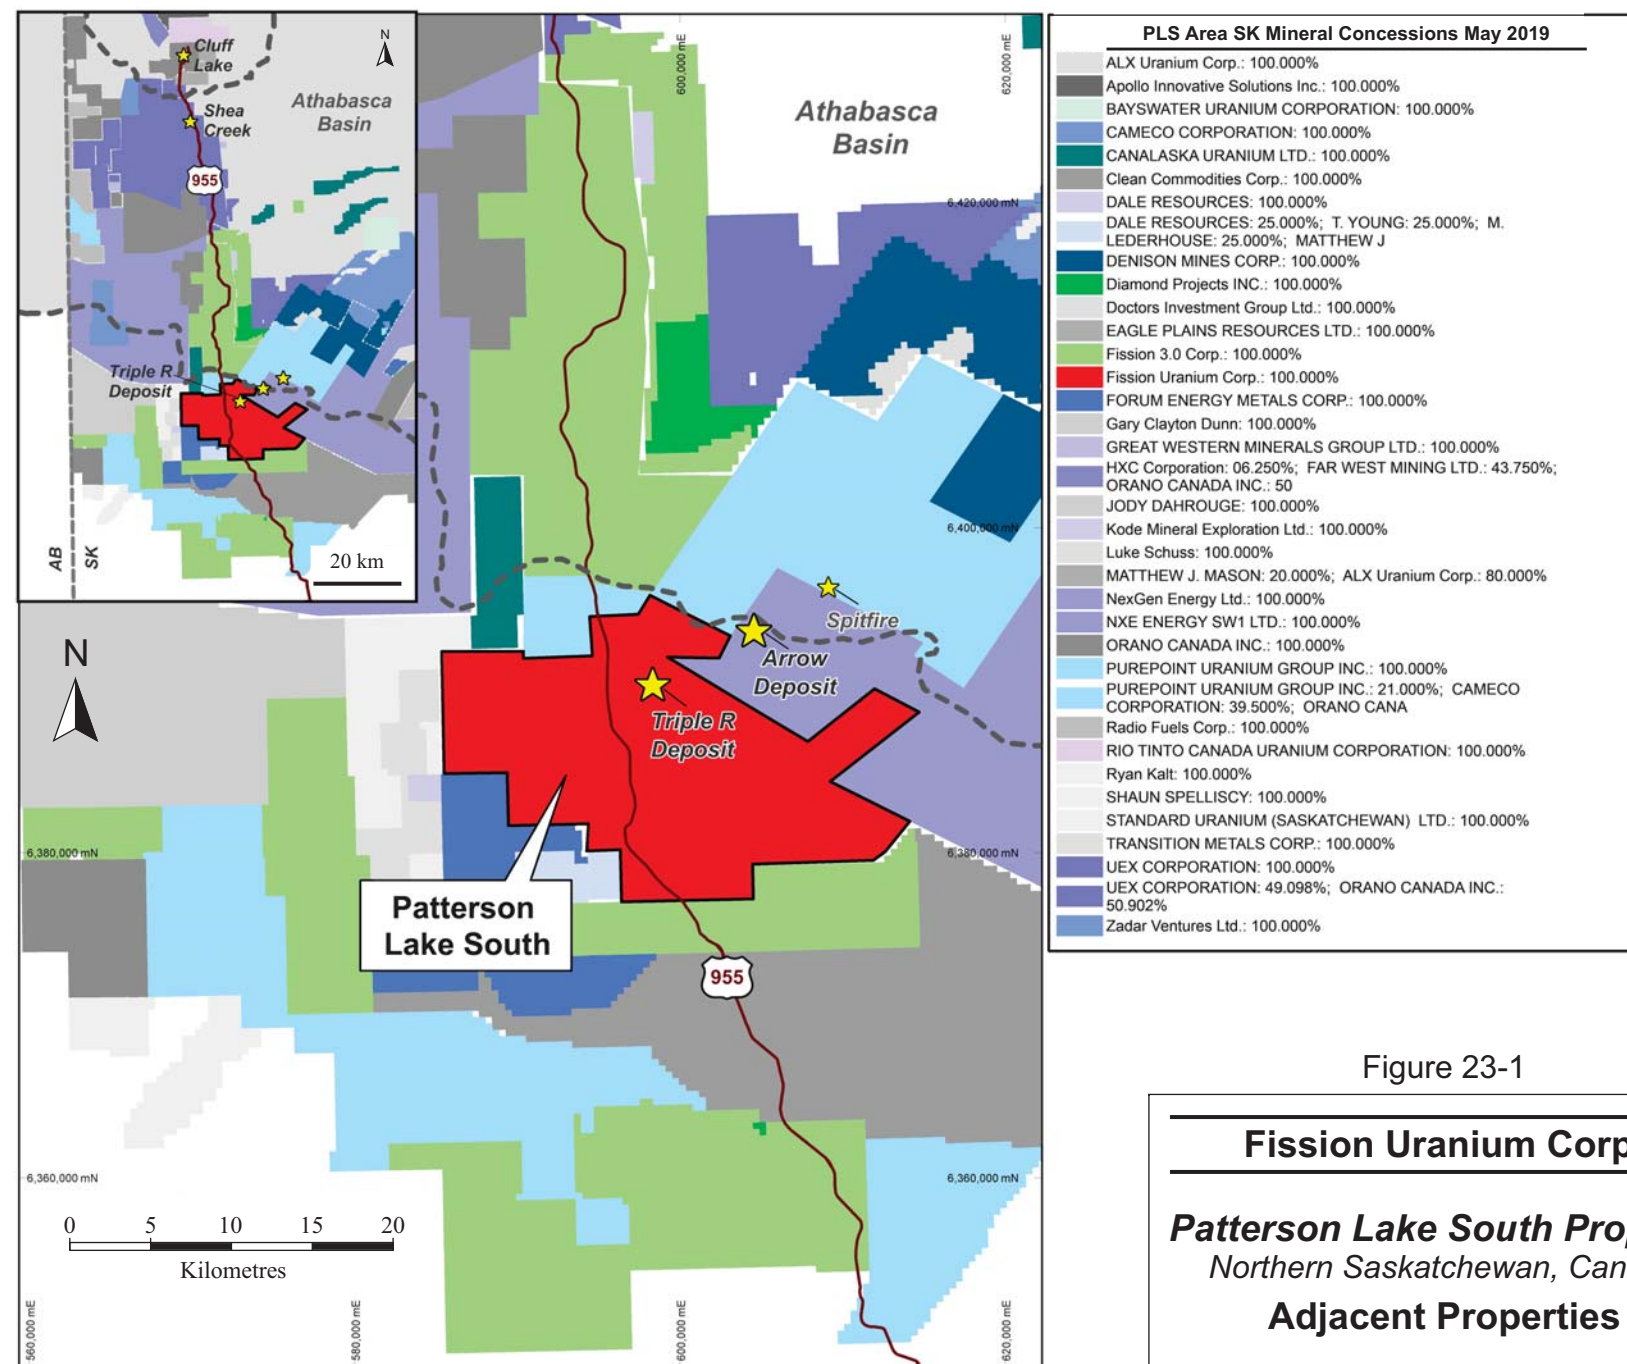 N
Cluff
Lake
Shea
Creek
Athabasca
Basin
955
Triple R
Deposit
AB
SK
20 km
600,000 mE
620,000 mE
Athabasca
Basin
6,420,000 mN
6,400,000 mN
Spitfire
Arrow
Deposit
Triple R
Deposit
N
6,380,000 mN
6,380,000 mN
Patterson
Lake South
955
6,360,000 mN
6,360,000 mN
0 5 10 15 20
Kilometres
560,000 mE
580,000 mE
600,000 mE
620,000 mE
PLS Area SK Mineral Concessions May 2019
ALX Uranium Corp.: 100.000%
Apollo Innovative Solutions Inc.: 100.000%
BAYSWATER URANIUM CORPORATION: 100.000%
CAMECO CORPORATION: 100.000%
CANALASKA URANIUM LTD.: 100.000%
Clean Commodities Corp.: 100.000%
DALE RESOURCES: 100.000%
DALE RESOURCES: 25.000%; T. YOUNG: 25.000%; M.
LEDERHOUSE: 25.000%; MATTHEW J
DENISON MINES CORP.: 100.000%
Diamond Projects INC.: 100.000%
Doctors Investment Group Ltd.: 100.000%
EAGLE PLAINS RESOURCES LTD.: 100.000%
Fission 3.0 Corp.: 100.000%
Fission Uranium Corp.: 100.000%
FORUM ENERGY METALS CORP.: 100.000%
Gary Clayton Dunn: 100.000%
GREAT WESTERN MINERALS GROUP LTD.: 100.000%
HXC Corporation: 06.250%; FAR WEST MINING LTD.: 43.750%;
ORANO CANADA INC.: 50
JODY DAHROUGE: 100.000%
Kode Mineral Exploration Ltd.: 100.000%
Luke Schuss: 100.000%
MATTHEW J. MASON: 20.000%; ALX Uranium Corp.: 80.000%
NexGen Energy Ltd.: 100.000%
NXE ENERGY SW1 LTD.: 100.000%
ORANO CANADA INC.: 100.000%
PUREPOINT URANIUM GROUP INC.: 100.000%
PUREPOINT URANIUM GROUP INC.: 21.000%; CAMECO
CORPORATION: 39.500%; ORANO CANA
Radio Fuels Corp.: 100.000%
RIO TINTO CANADA URANIUM CORPORATION: 100.000%
Ryan Kalt: 100.000%
SHAUN SPELLISCY: 100.000%
STANDARD URANIUM (SASKATCHEWAN) LTD.: 100.000%
TRANSITION METALS CORP.: 100.000%
UEX CORPORATION: 100.000%
UEX CORPORATION: 49.098%; ORANO CANADA INC.:
50.902%
Zadar Ventures Ltd.: 100.000%
Figure 23-1
Fission Uranium Corp
Patterson Lake South Prop
Northern Saskatchewan, Can
Adjacent Properties